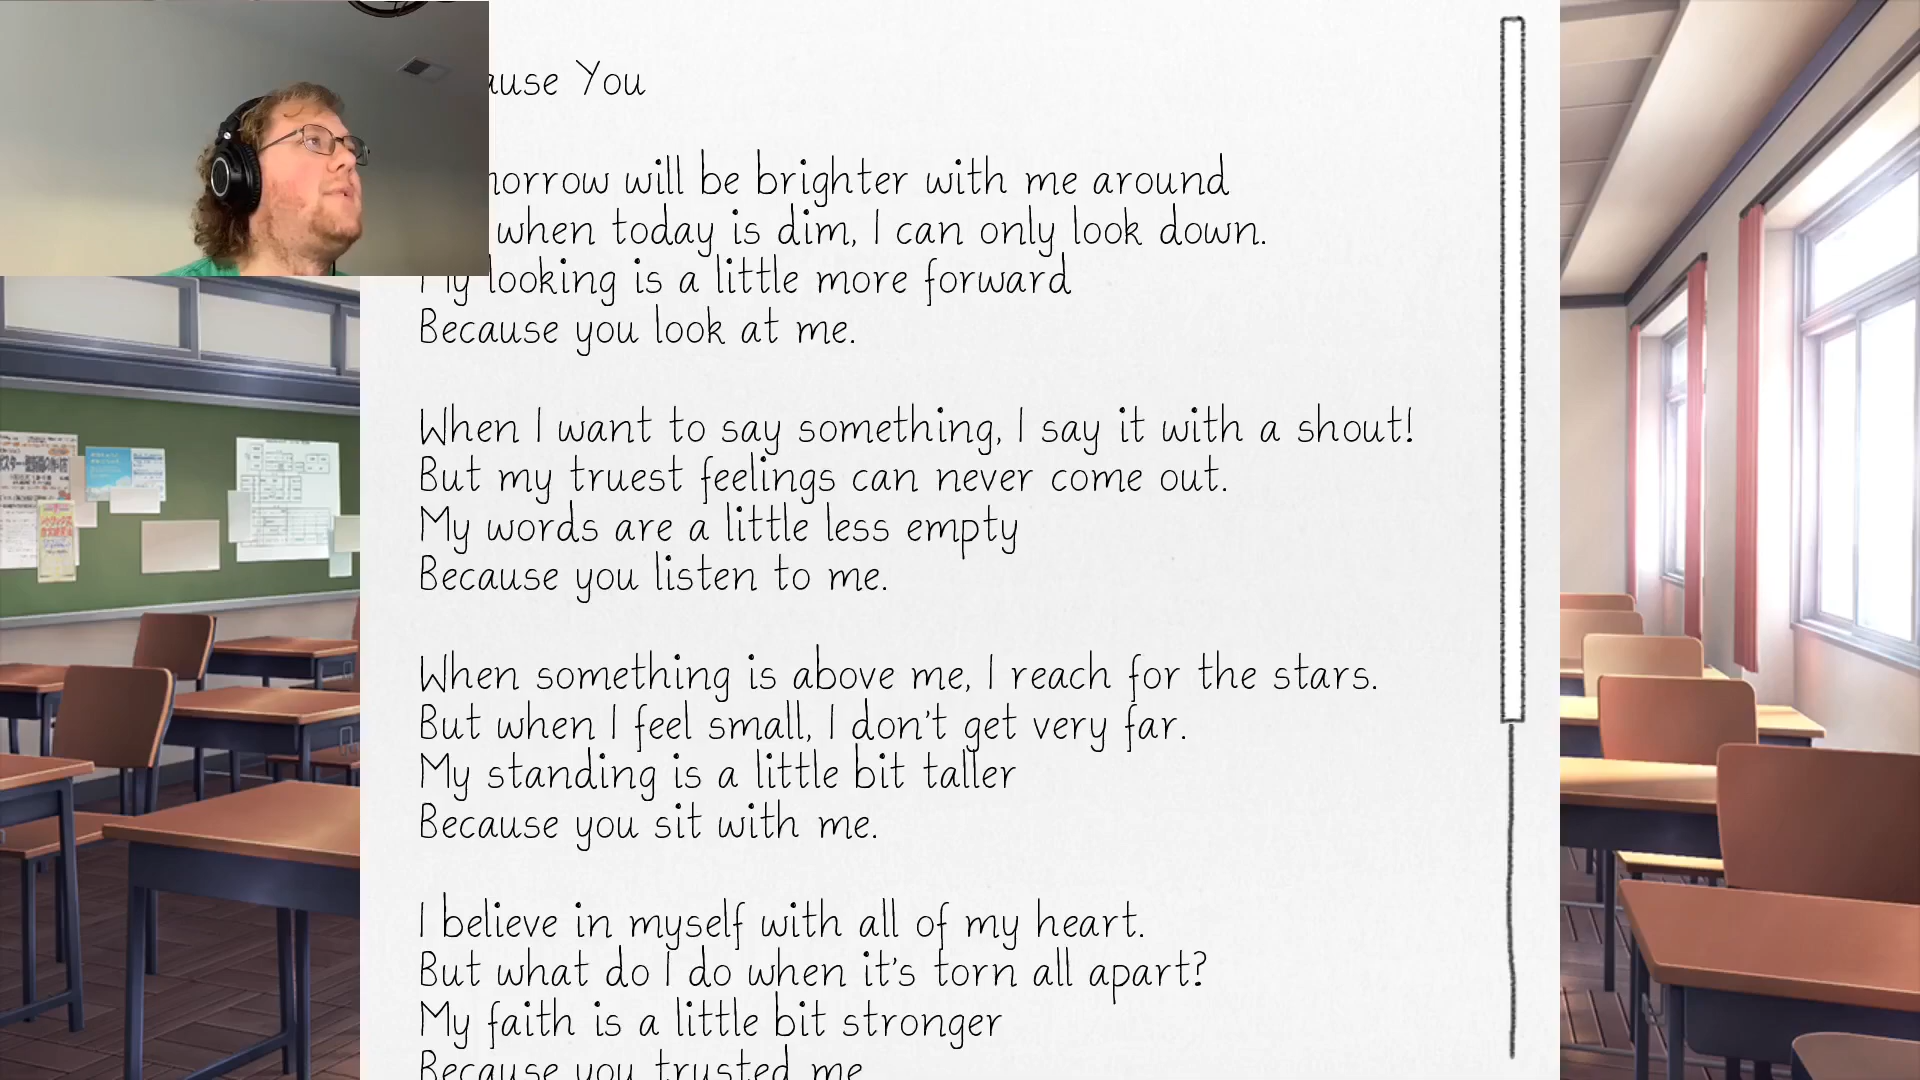 ause You
morrow will be brighter with me around
when today is dim, I can only look down.
My looking is a little more forward
Because you look at me.
When I want to say something, I say it with a shout!
But my truest feelings can never come out.
My words are a little less empty
Because you listen to me.
When something is above me, I reach for the stars.
But when I feel small, I don't get very far.
My standing is a little bit taller
Because you sit with me.
I believe in myself with all of my heart.
But what do I do when it's torn all apart?
My faith is a little bit stronger
Because you trusted me